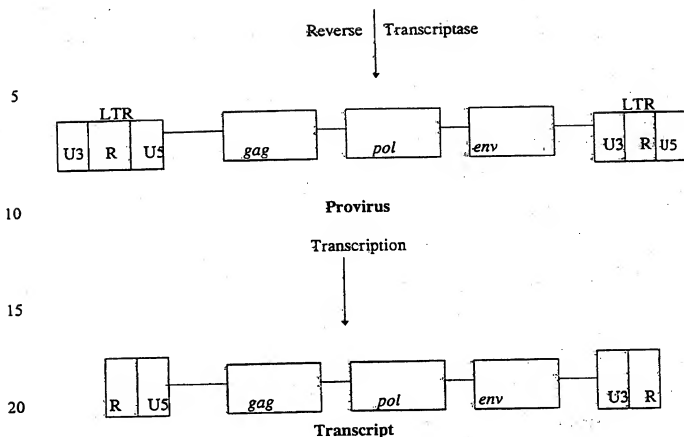 Reverse Transcriptase
5
LTR LTR
U3 R U5 gag pol env U3 R U5
10
Provirus
Transcription
15
R U5 gag pol env U3 R
20
Transcript